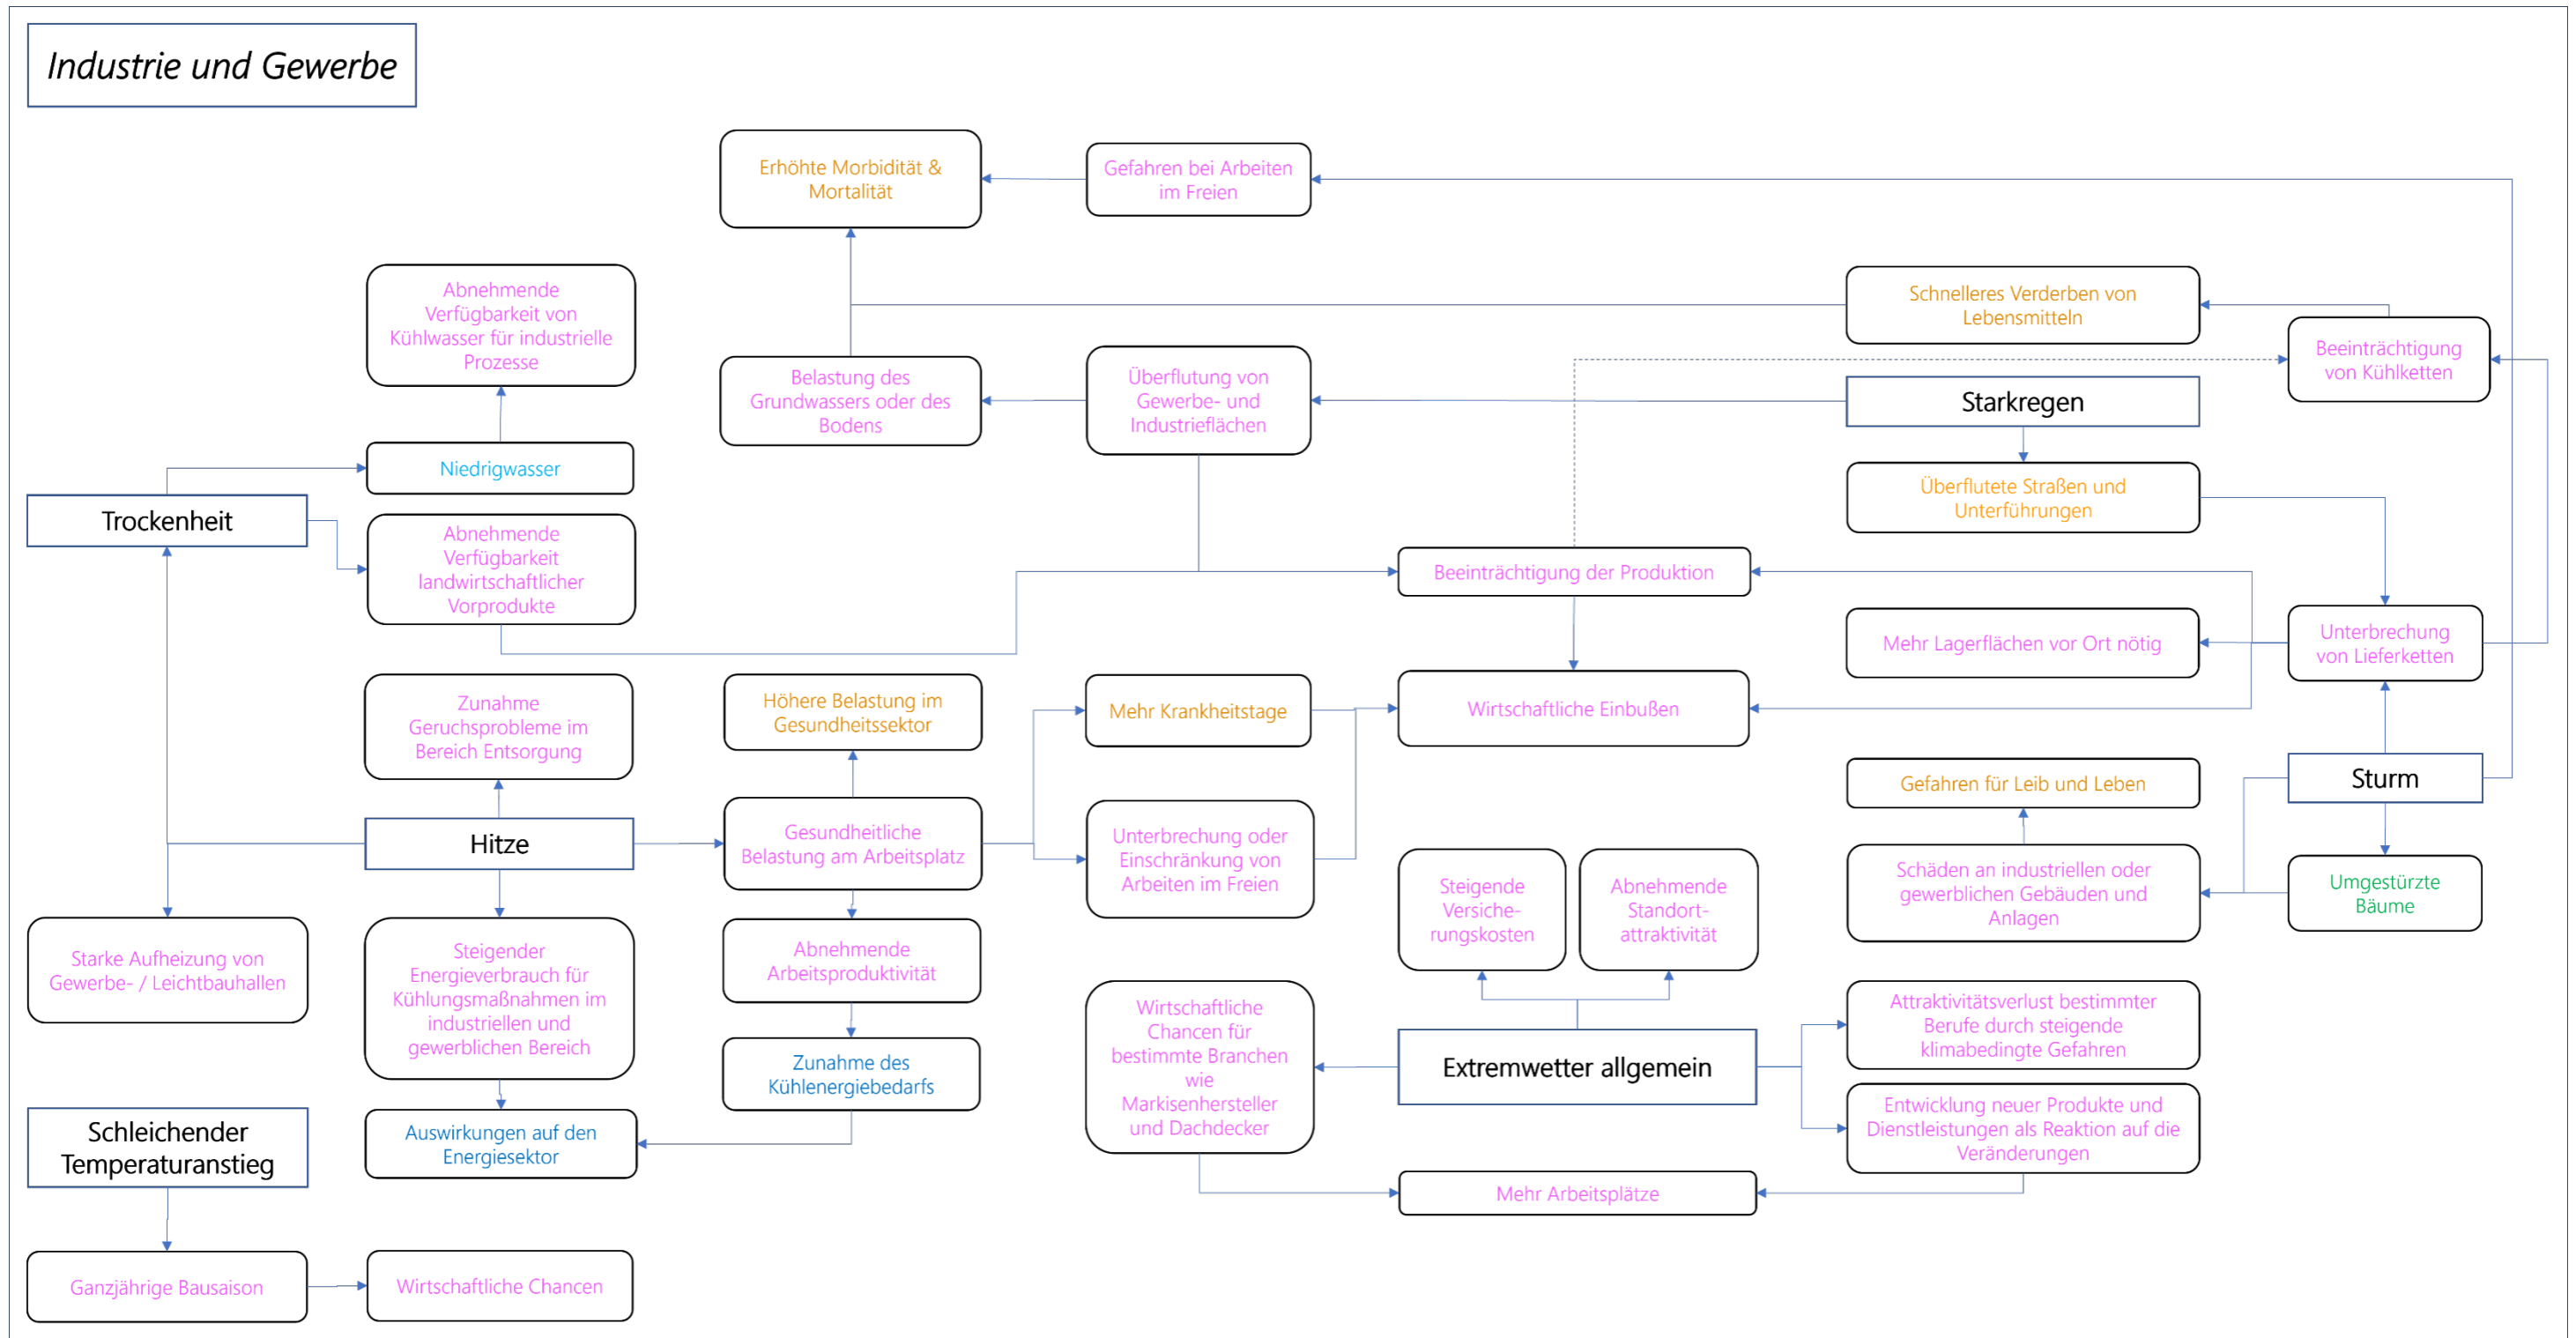 Industrie und Gewerbe
Erhöhte Morbidität &
Mortalität
Gefahren bei Arbeiten
im Freien
Abnehmende
Verfügbarkeit von
Kühlwasser für industrielle
Prozesse
Schnelleres Verderben von
Lebensmitteln
Beeinträchtigung
von Kühlketten
Belastung des
Grundwassers oder des
Bodens
Überflutung von
Gewerbe- und
Industrieflächen
Starkregen
Niedrigwasser
Überflutete Straßen und
Unterführungen
Trockenheit
Abnehmende
Verfügbarkeit
landwirtschaftlicher
Vorprodukte
Beeinträchtigung der Produktion
Mehr Lagerflächen vor Ort nötig
Unterbrechung
von Lieferketten
Zunahme
Geruchsprobleme im
Bereich Entsorgung
Höhere Belastung im
Gesundheitssektor
Mehr Krankheitstage
Wirtschaftliche Einbußen
Gefahren für Leib und Leben
Sturm
Hitze
Gesundheitliche
Belastung am Arbeitsplatz
Unterbrechung oder
Einschränkung von
Arbeiten im Freien
Steigende
Versiche-
rungskosten
Abnehmende
Standort-
attraktivität
Schäden an industriellen oder
gewerblichen Gebäuden und
Anlagen
Umgestürzte
Bäume
Starke Aufheizung von
Gewerbe- / Leichtbauhallen
Steigender
Energieverbrauch für
Kühlungsmaßnahmen im
industriellen und
gewerblichen Bereich
Abnehmende
Arbeitsproduktivität
Wirtschaftliche
Chancen für
bestimmte Branchen
wie
Markisenhersteller
und Dachdecker
Extremwetter allgemein
Attraktivitätsverlust bestimmter
Berufe durch steigende
klimabedingte Gefahren
Zunahme des
Kühlenergiebedarfs
Entwicklung neuer Produkte und
Dienstleistungen als Reaktion auf die
Veränderungen
Schleichender
Temperaturanstieg
Auswirkungen auf den
Energiesektor
Mehr Arbeitsplätze
Ganzjährige Bausaison
Wirtschaftliche Chancen